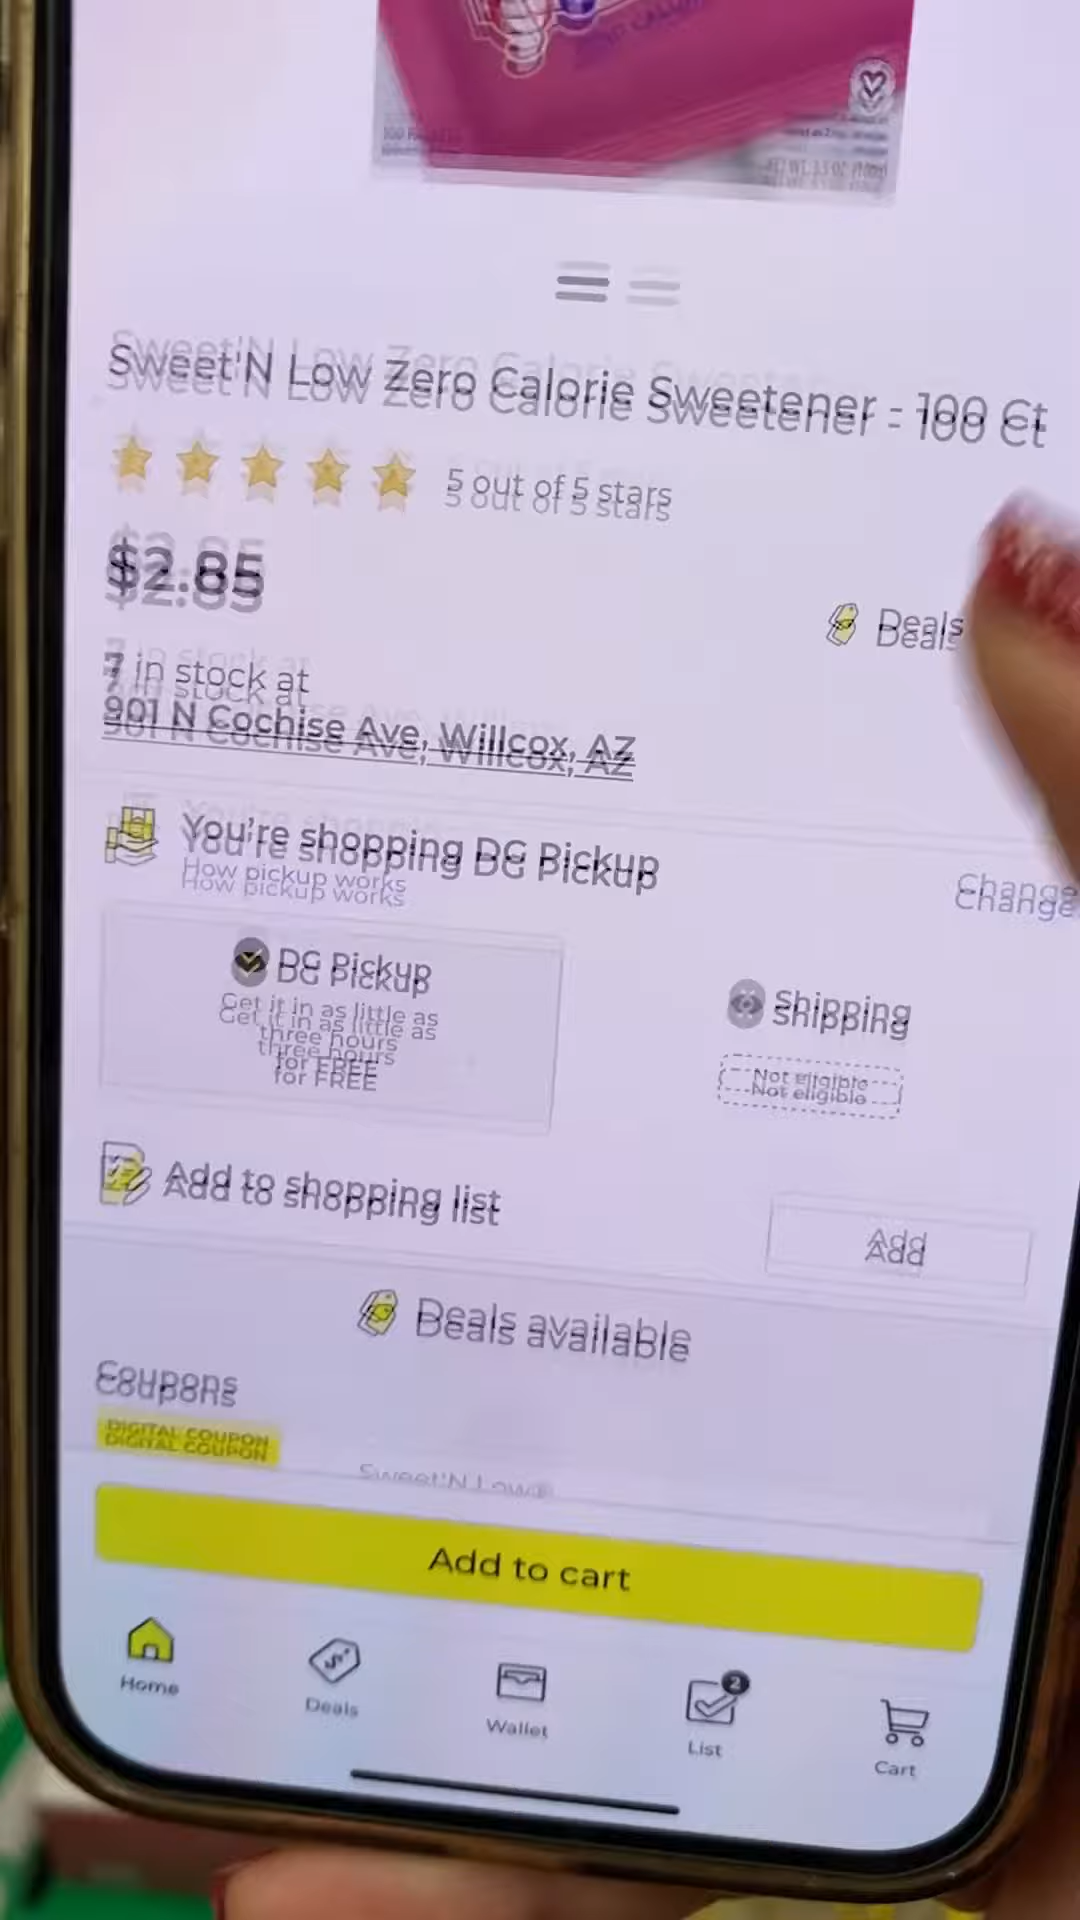 Sweet'N Low Zero Calorie Sweetener - 100 Ct
5 out of 5 stars
$2.85
Deals
7 in stock at
901 N Cochise Ave, Willcox, AZ
You're shopping DG Pickup
How pickup works
Change
DG Pickup
Get it in as little as
three hours
for FREE
Shipping
Not eligible
Add to shopping list
Add
Deals available
Coupons
DIGITAL COUPON
Sweet'N Low®
Add to cart
Home
Deals
Wallet
2
List
Cart